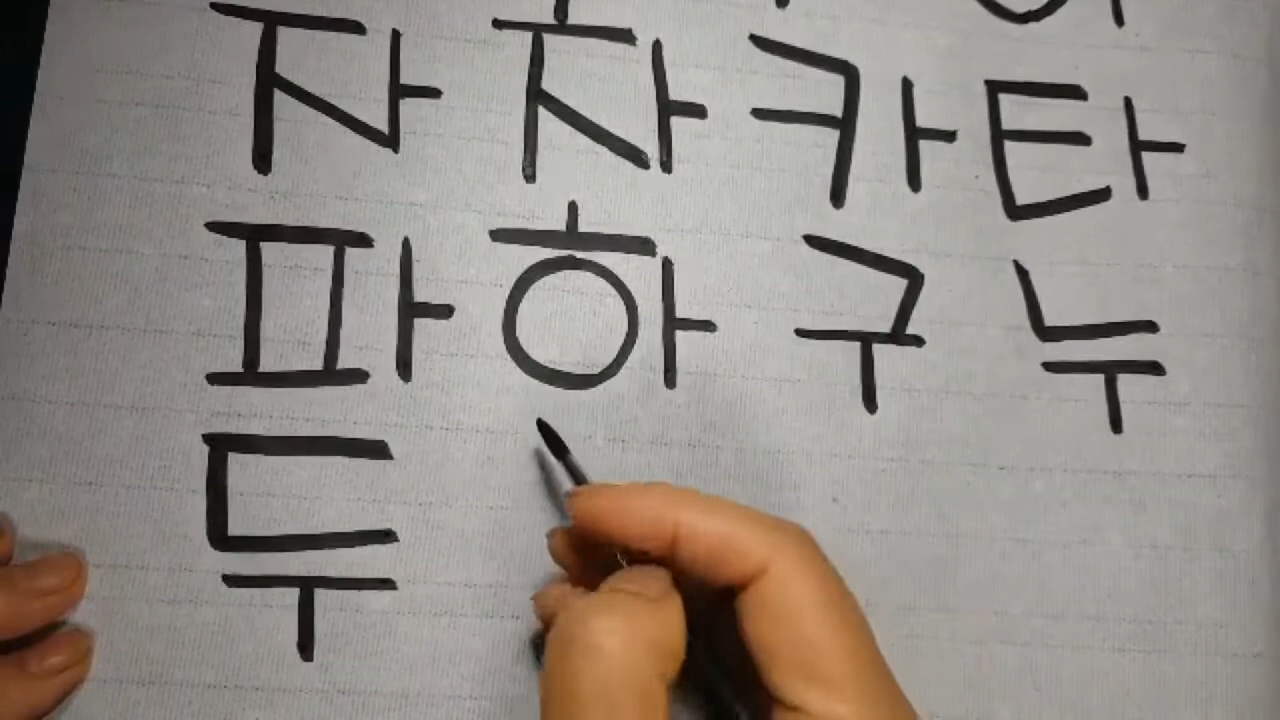 자 차 카 타
파 하 구 누
두